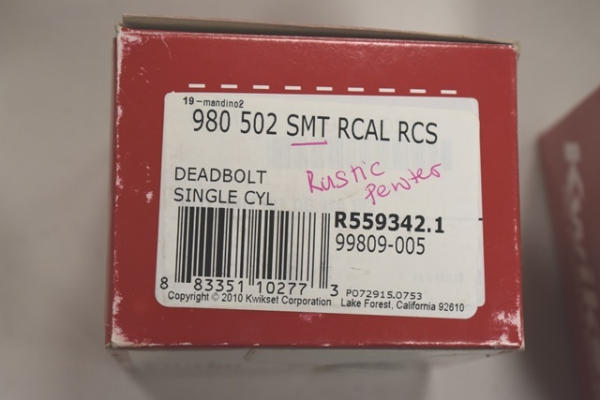 19-mandino2
980 502 SMT RCAL RCS
DEADBOLT
SINGLE CYL
Rustic
Pewter
R559342.1
99809-005
8 83351 10277 3
PO72915.0753
Copyright © 2010 Kwikset Corporation Lake Forest, California 92610